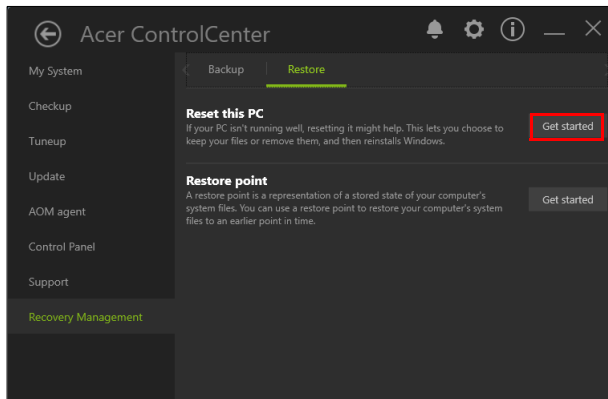 Acer ControlCenter
My System
Checkup
Tuneup
Update
AOM agent
Control Panel
Support
Recovery Management
Backup
Restore
Reset this PC
If your PC isn't running well, resetting it might help. This lets you choose to
keep your files or remove them, and then reinstalls Windows.
Get started
Restore point
A restore point is a representation of a stored state of your computer's
system files. You can use a restore point to restore your computer's system
files to an earlier point in time.
Get started